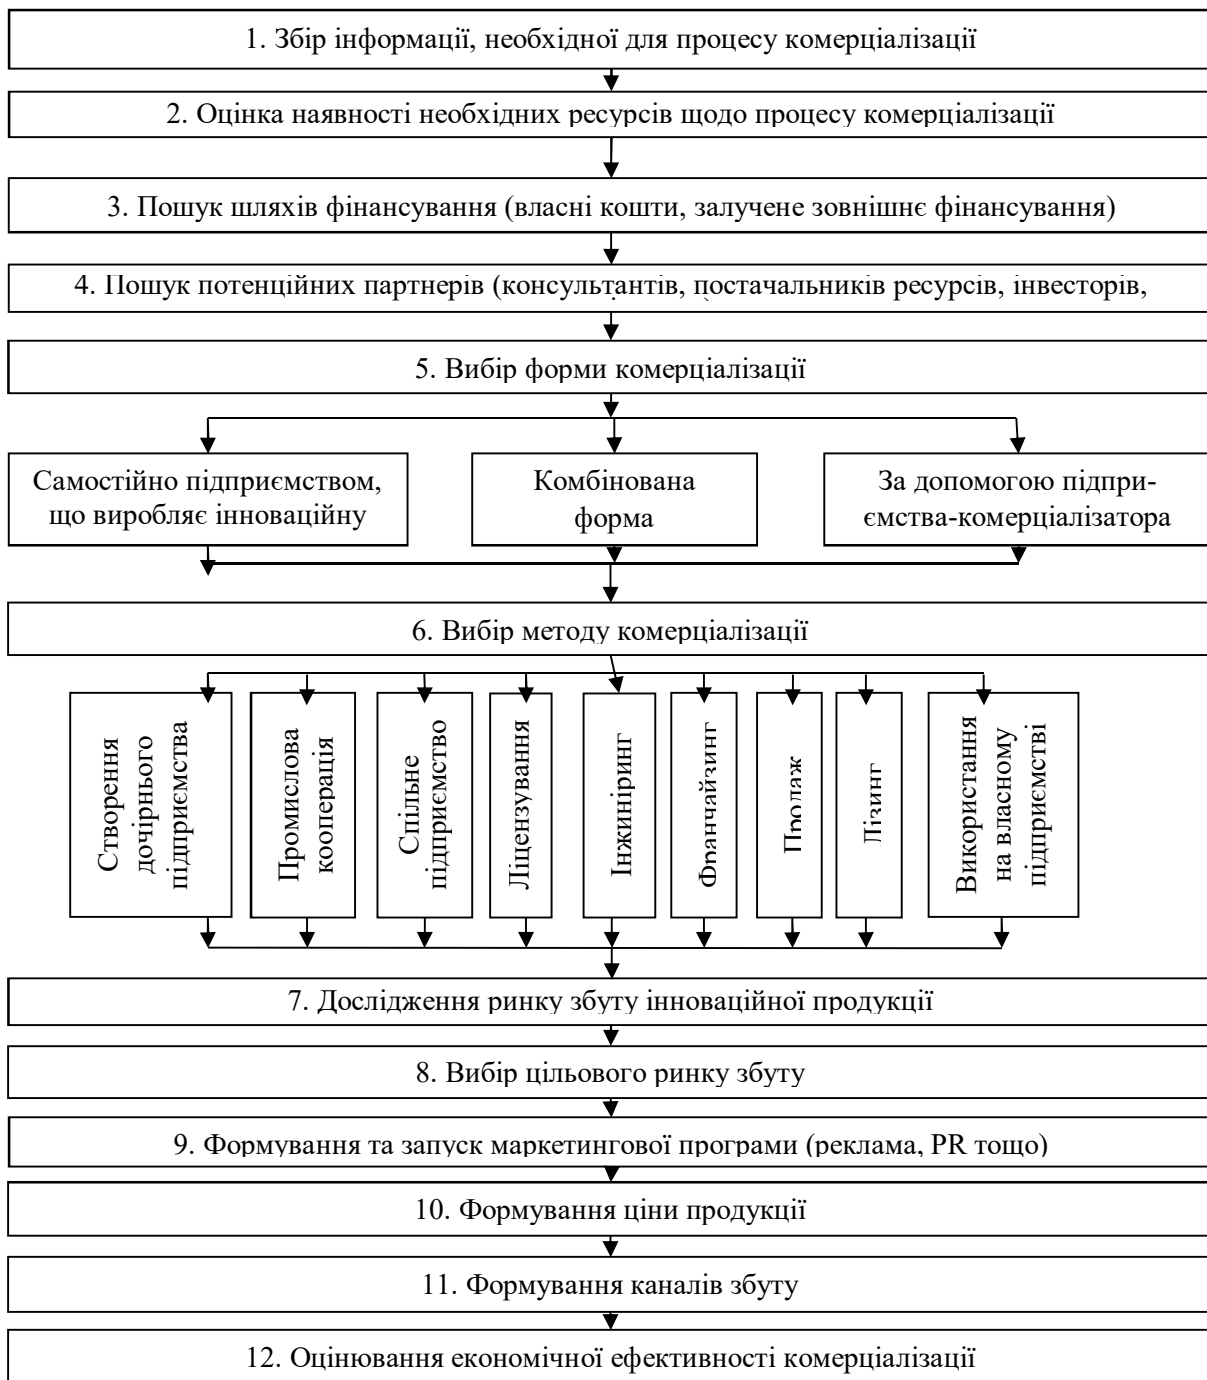 1. Збір інформації, необхідної для процесу комерціалізації
2. Оцінка наявності необхідних ресурсів щодо процесу комерціалізації
3. Пошук шляхів фінансування (власні кошти, залучене зовнішнє фінансування)
4. Пошук потенційних партнерів (консультантів, постачальників ресурсів, інвесторів,
5. Вибір форми комерціалізації
Самостійно підприємством,
що виробляє інноваційну
Комбінована
форма
За допомогою підпри-
ємства-комерціалізатора
6. Вибір методу комерціалізації
Створення
дочірнього
підприємства
Промислова
кооперація
Спільне
підприємство
Ліцензування
Інжиніринг
Франчайзинг
Продаж
Лізинг
Використання
на власному
підприємстві
7. Дослідження ринку збуту інноваційної продукції
8. Вибір цільового ринку збуту
9. Формування та запуск маркетингової програми (реклама, PR тощо)
10. Формування ціни продукції
11. Формування каналів збуту
12. Оцінювання економічної ефективності комерціалізації